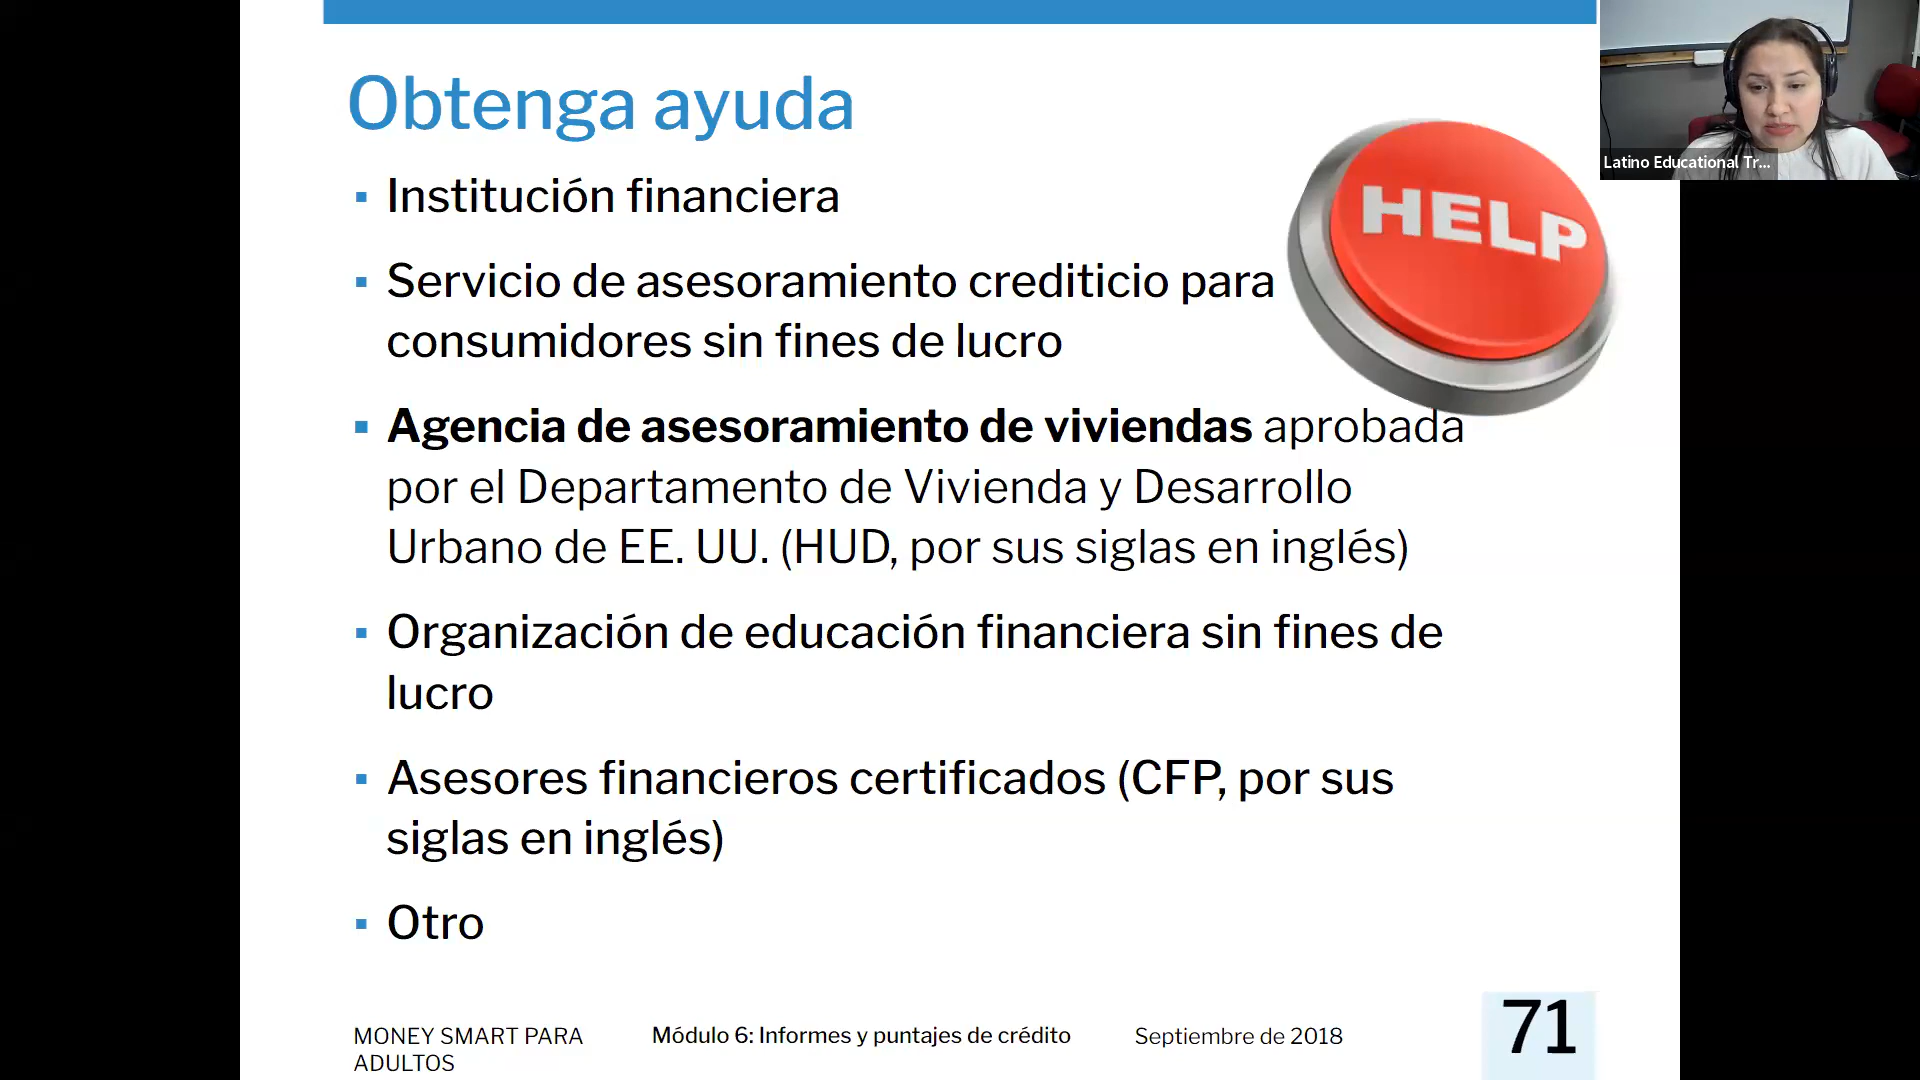 Obtenga ayuda
HELP
Latino Educational Tr...
▪ Institución financiera
▪ Servicio de asesoramiento crediticio para
consumidores sin fines de lucro
▪ Agencia de asesoramiento de viviendas aprobada
por el Departamento de Vivienda y Desarrollo
Urbano de EE. UU. (HUD, por sus siglas en inglés)
▪ Organización de educación financiera sin fines de
lucro
▪ Asesores financieros certificados (CFP, por sus
siglas en inglés)
▪ Otro
MONEY SMART PARA
ADULTOS
Módulo 6: Informes y puntajes de crédito
Septiembre de 2018
71